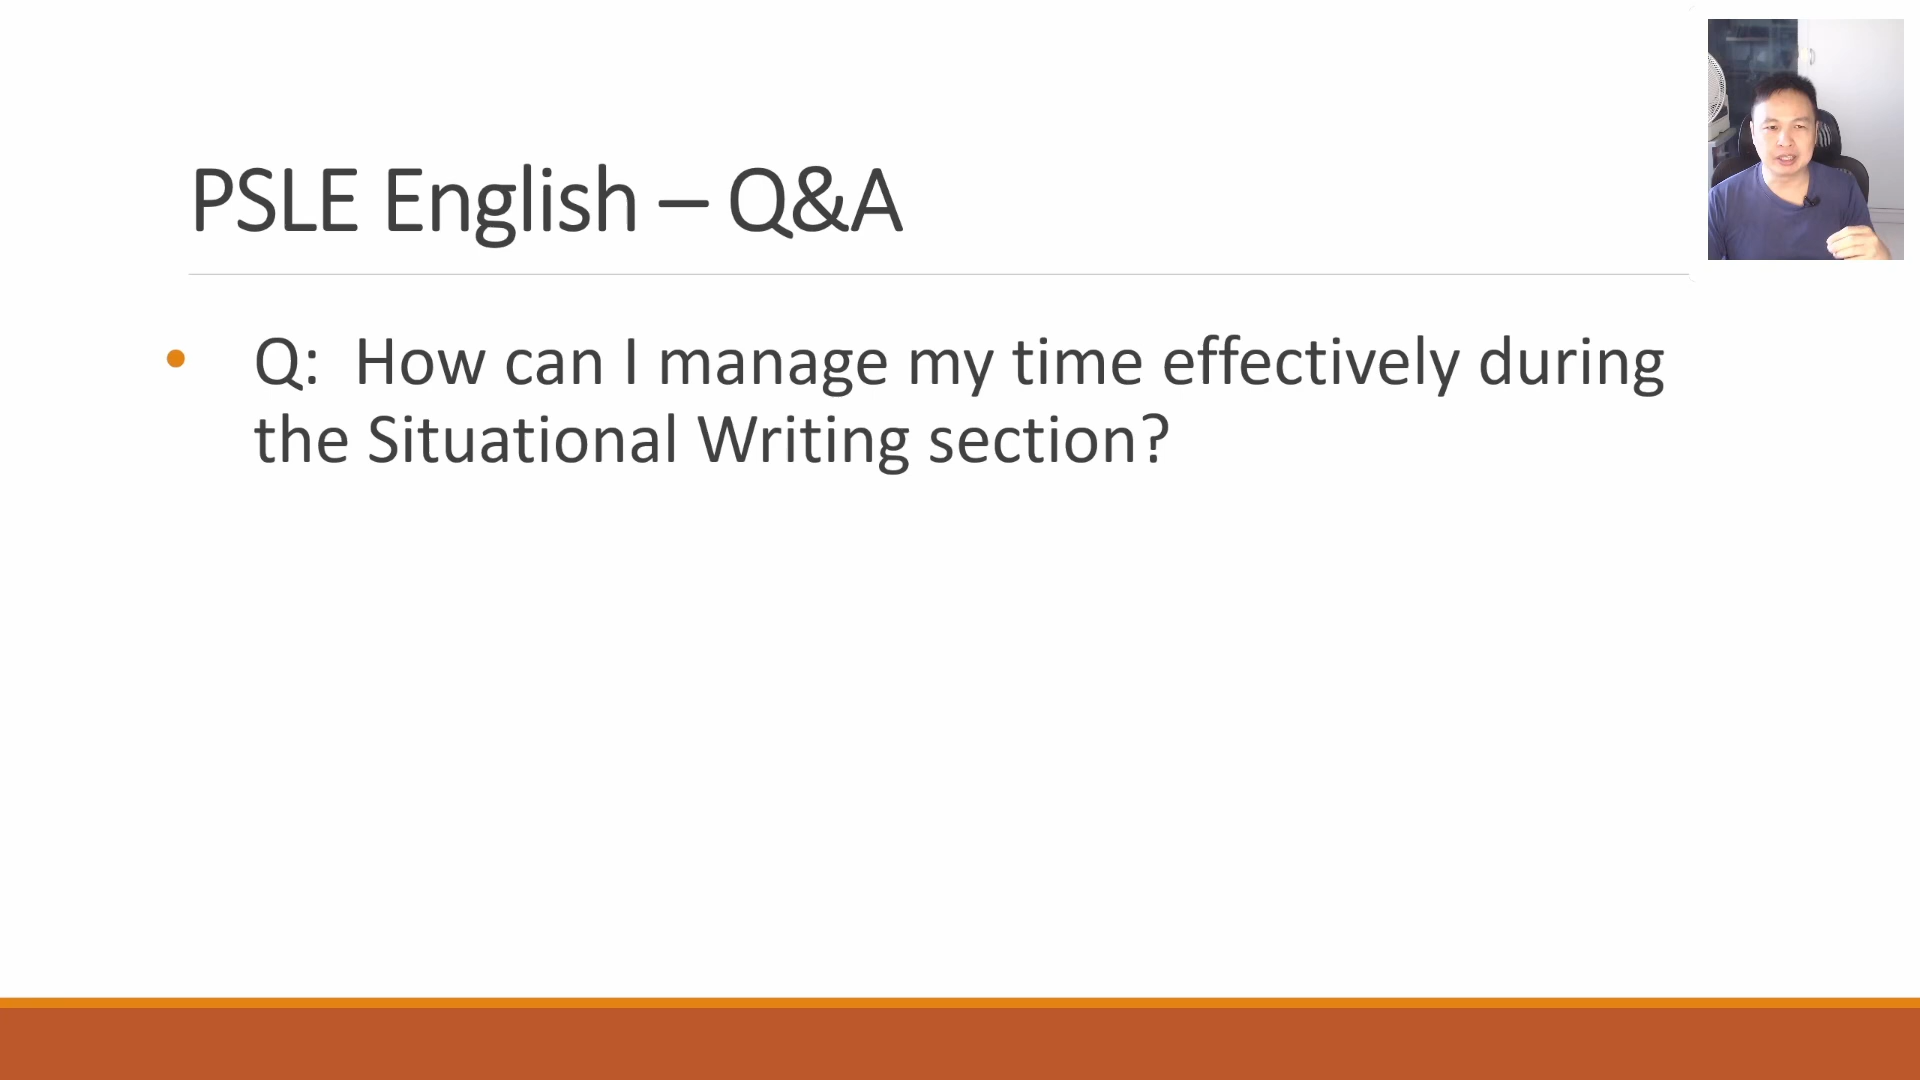 PSLE English – Q&A
• Q: How can I manage my time effectively during
the Situational Writing section?